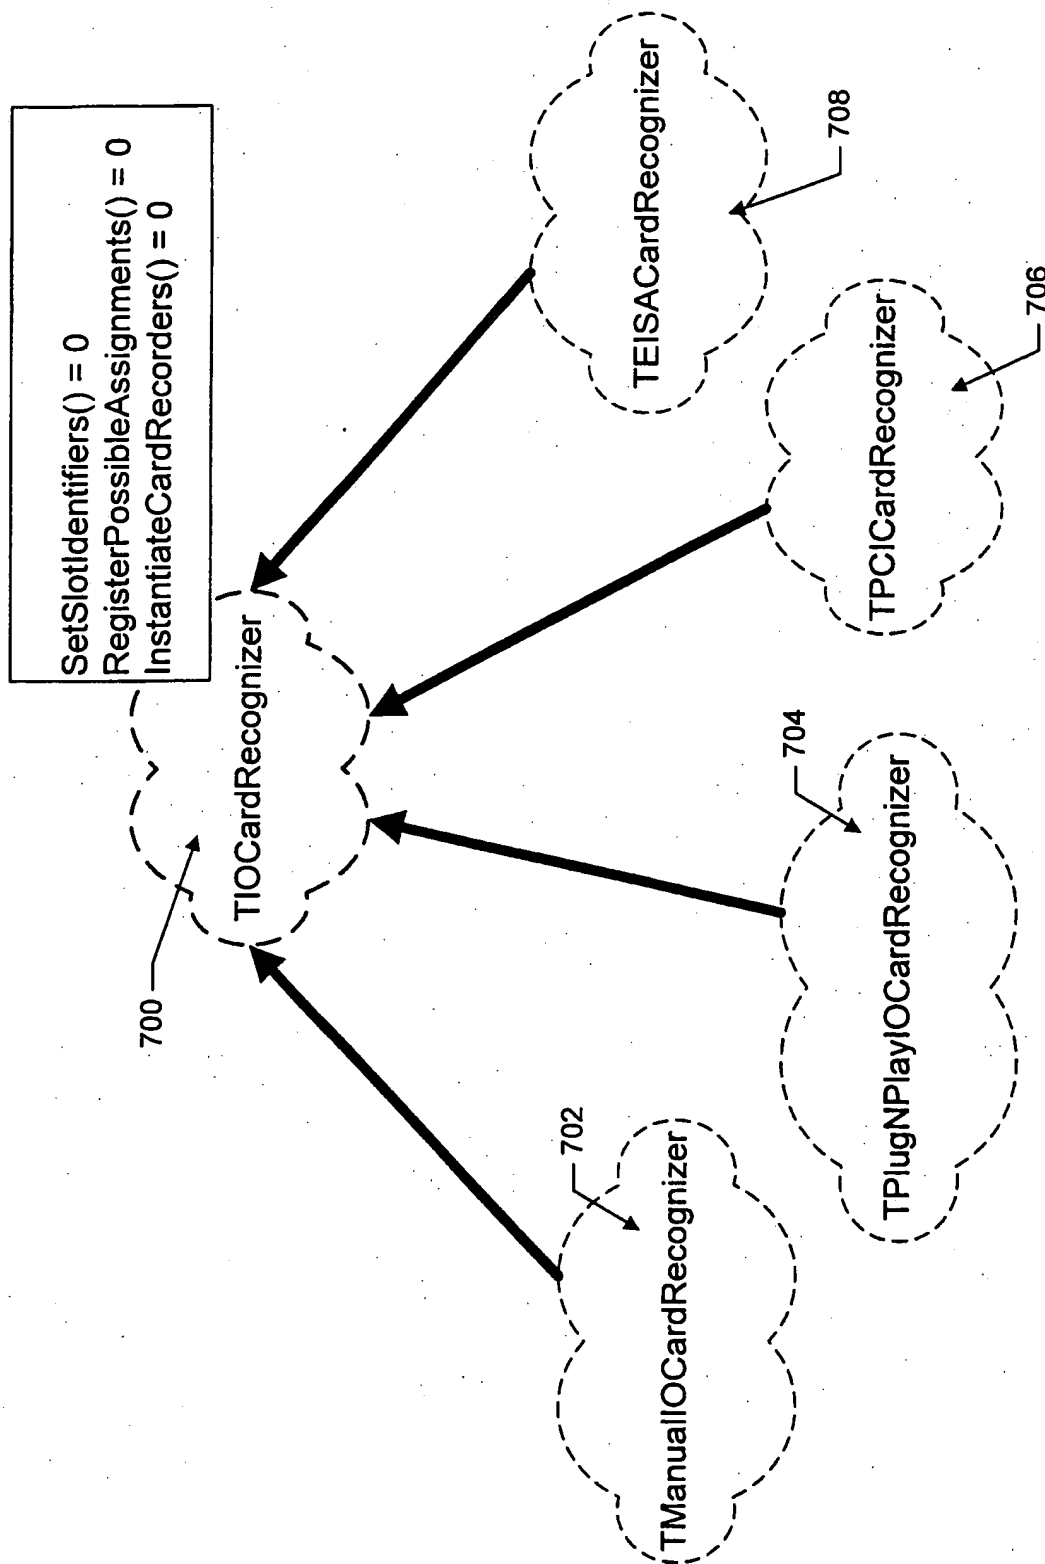 SetSlotIdentifiers() = 0
RegisterPossibleAssignments() = 0
InstantiateCardRecorders() = 0
700
TIOCardRecognizer
702
TManualIOCardRecognizer
704
TPlugNPlayIOCardRecognizer
TPCICardRecognizer
706
TEISACardRecognizer
708